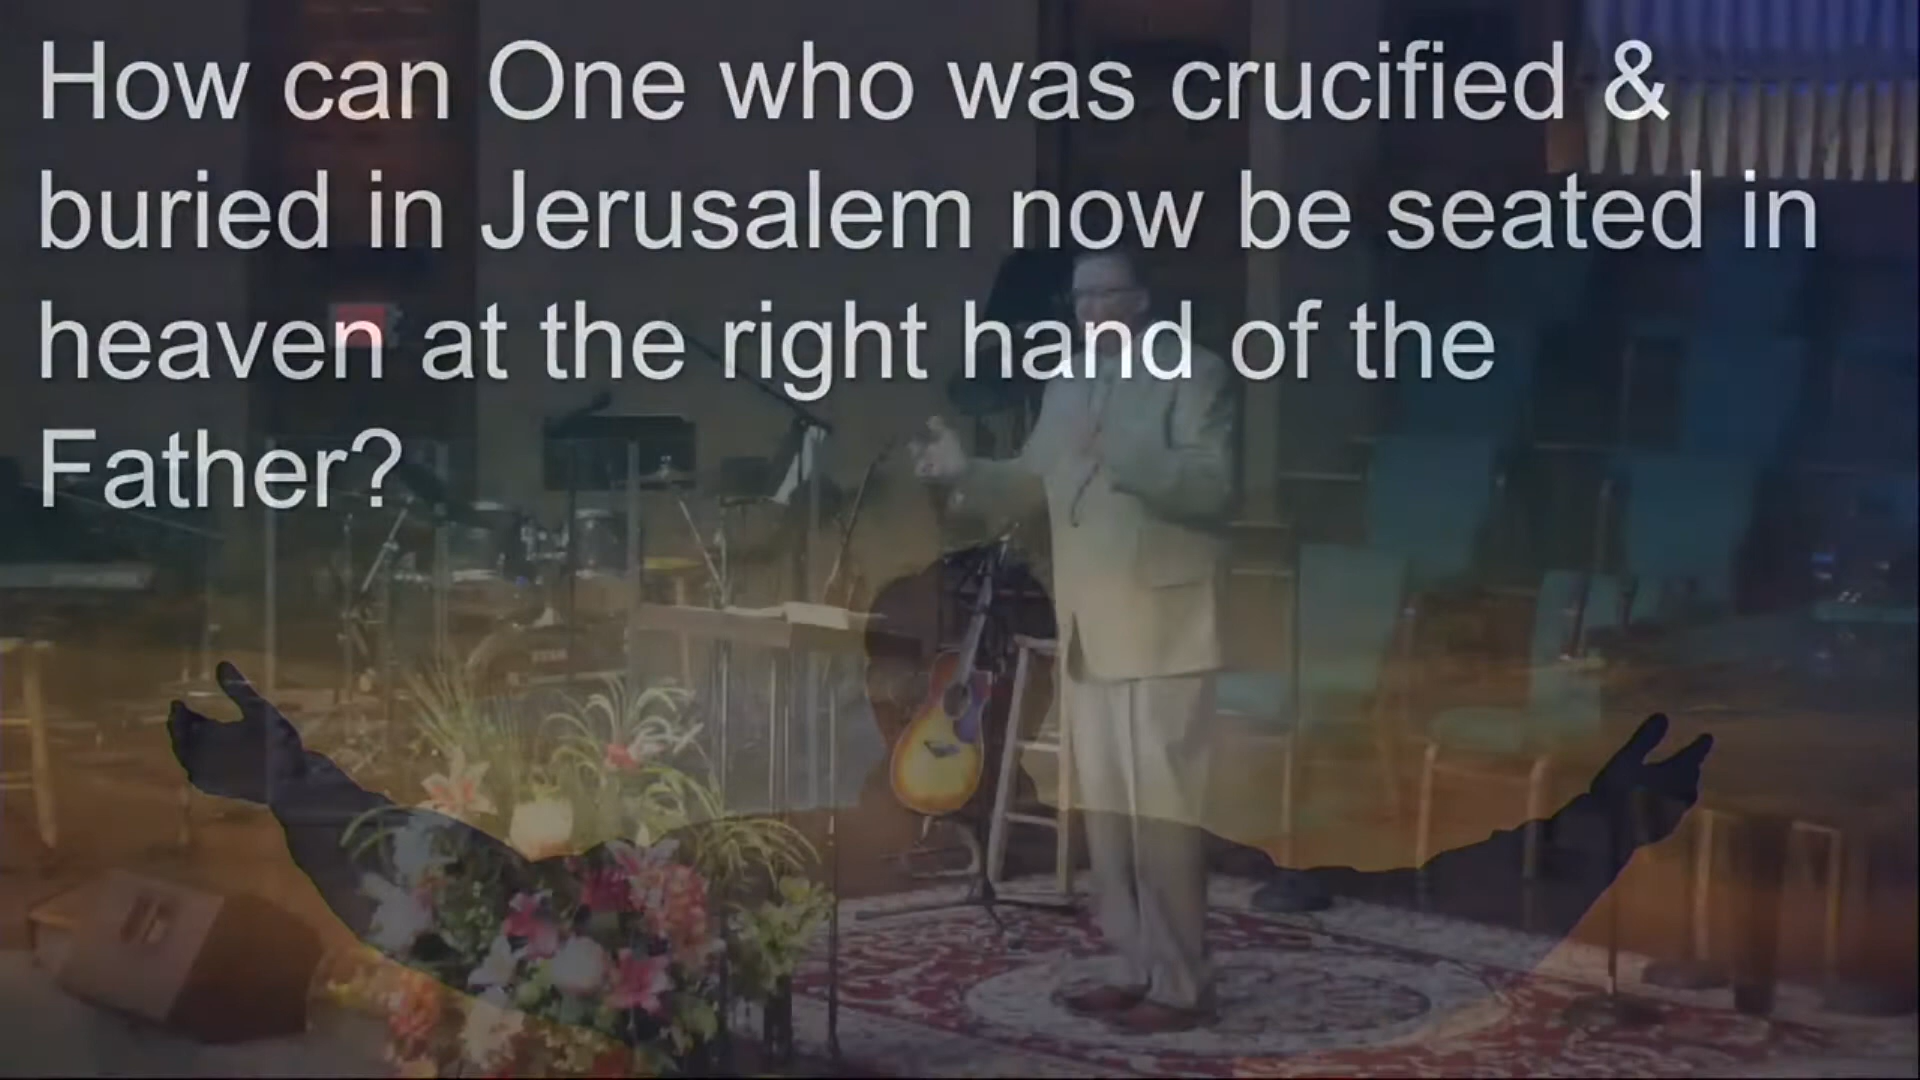 How can One who was crucified &
buried in Jerusalem now be seated in
heaven at the right hand of the
Father?